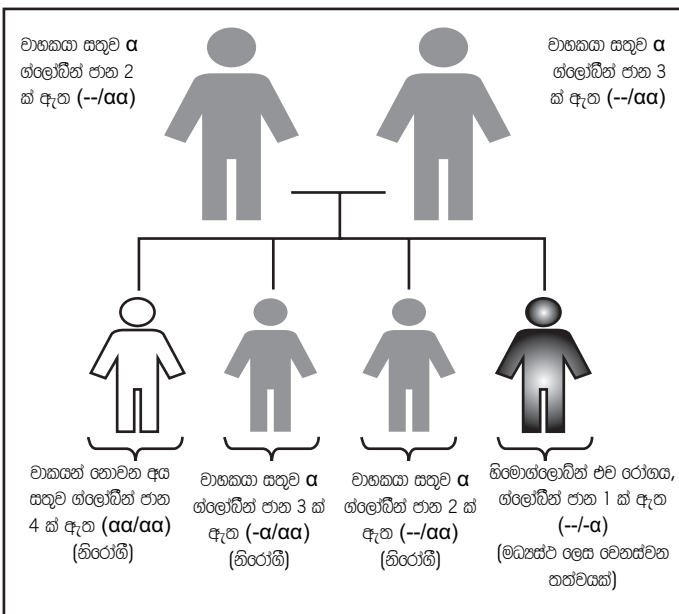 වාහකයා සතුව α
ග්ලෝබීන් ජාන 2
ක් ඇත (--/αα)
වාහකයා සතුව α
ග්ලෝබීන් ජාන 3
ක් ඇත (--/αα)
වාකයන් නොවන අය
සතුව ග්ලෝබීන් ජාන
4 ක් ඇත (αα/αα)
(නිරෝගී)
වාහකයා සතුව α
ග්ලෝබීන් ජාන 3 ක්
ඇත (-α/αα)
(නිරෝගී)
වාහකයා සතුව α
ග්ලෝබීන් ජාන 2 ක්
ඇත (--/αα)
(නිරෝගී)
හිමොග්ලොබින් එච රෝගය,
ග්ලෝබීන් ජාන 1 ක් ඇත
(--/-α)
(මධ්‍යස්ථ ලෙස වෙනස්වන
තත්වයක්)